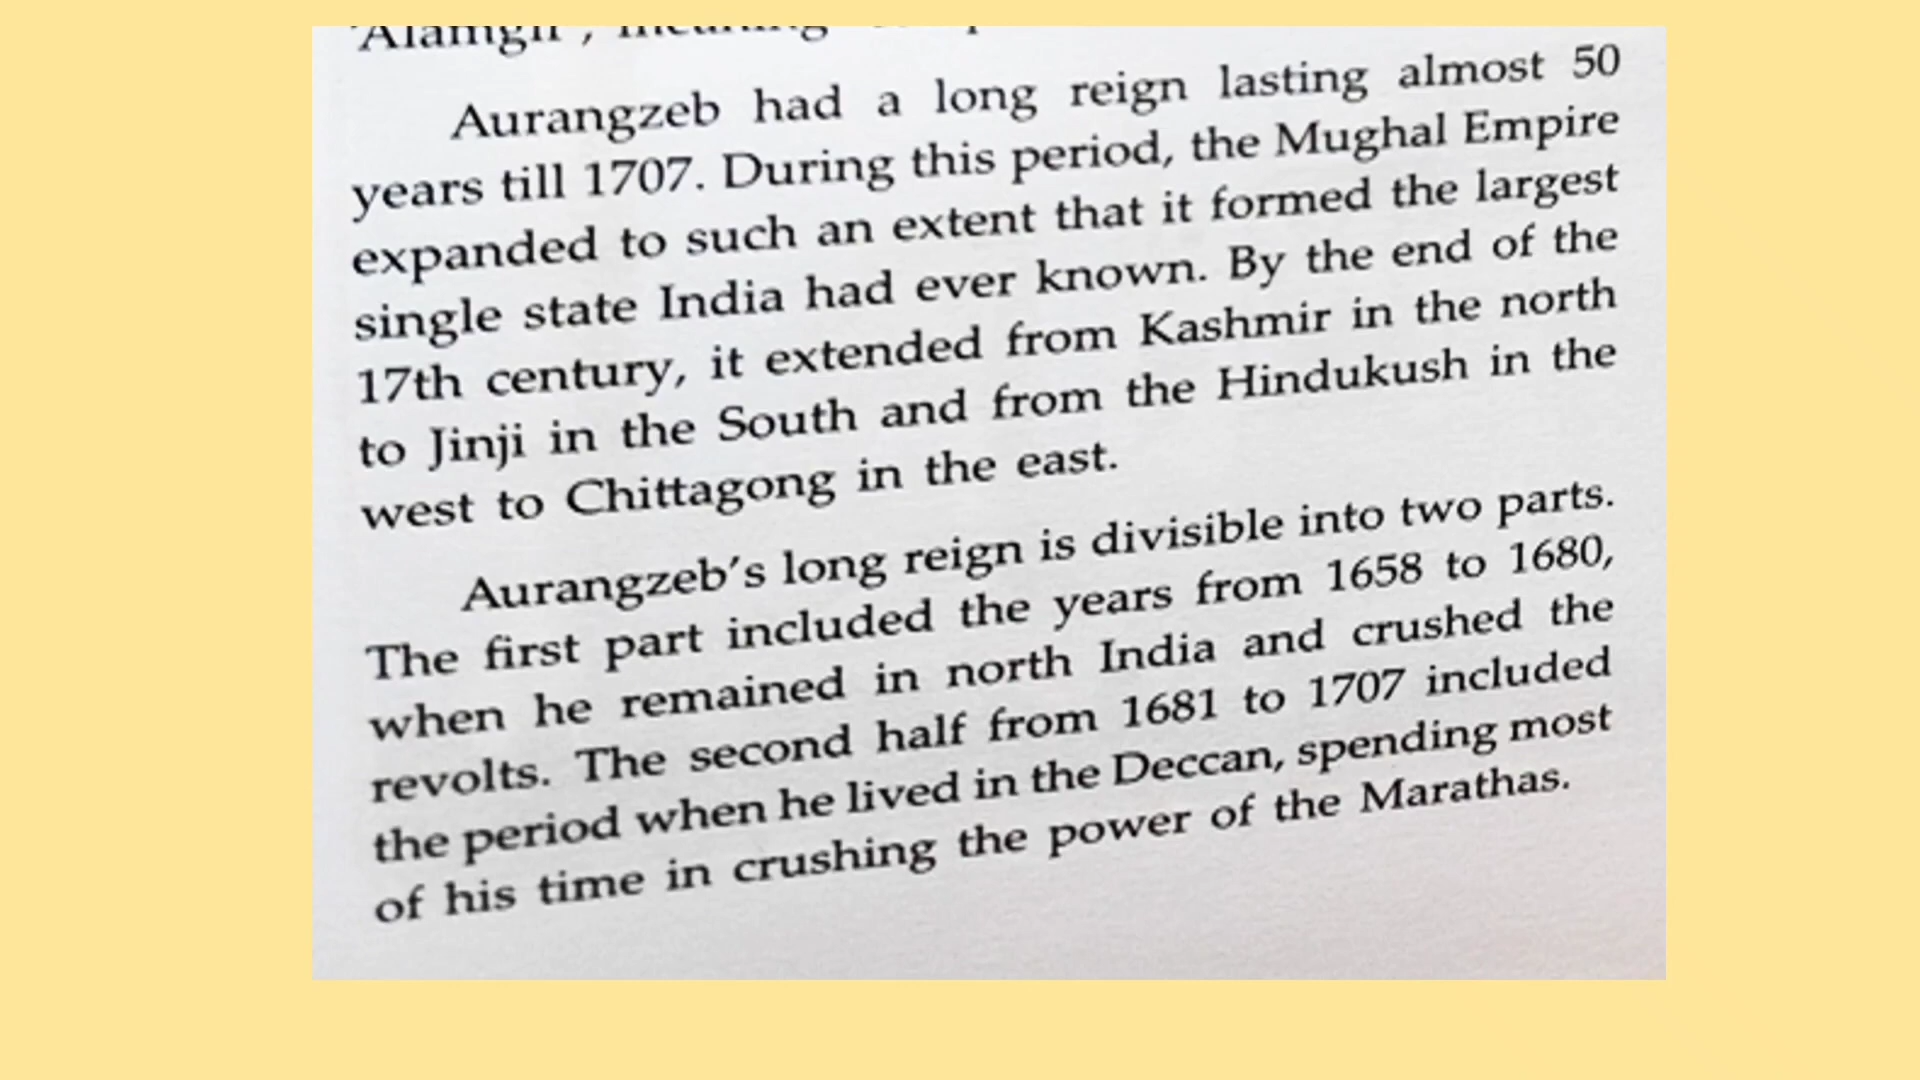 'Alamgir', meaning
Aurangzeb had a long reign lasting almost 50
years till 1707. During this period, the Mughal Empire
expanded to such an extent that it formed the largest
single state India had ever known. By the end of the
17th century, it extended from Kashmir in the north
to Jinji in the South and from the Hindukush in the
west to Chittagong in the east.
Aurangzeb's long reign is divisible into two parts.
The first part included the years from 1658 to 1680,
when he remained in north India and crushed the
revolts. The second half from 1681 to 1707 included
the period when he lived in the Deccan, spending most
of his time in crushing the power of the Marathas.